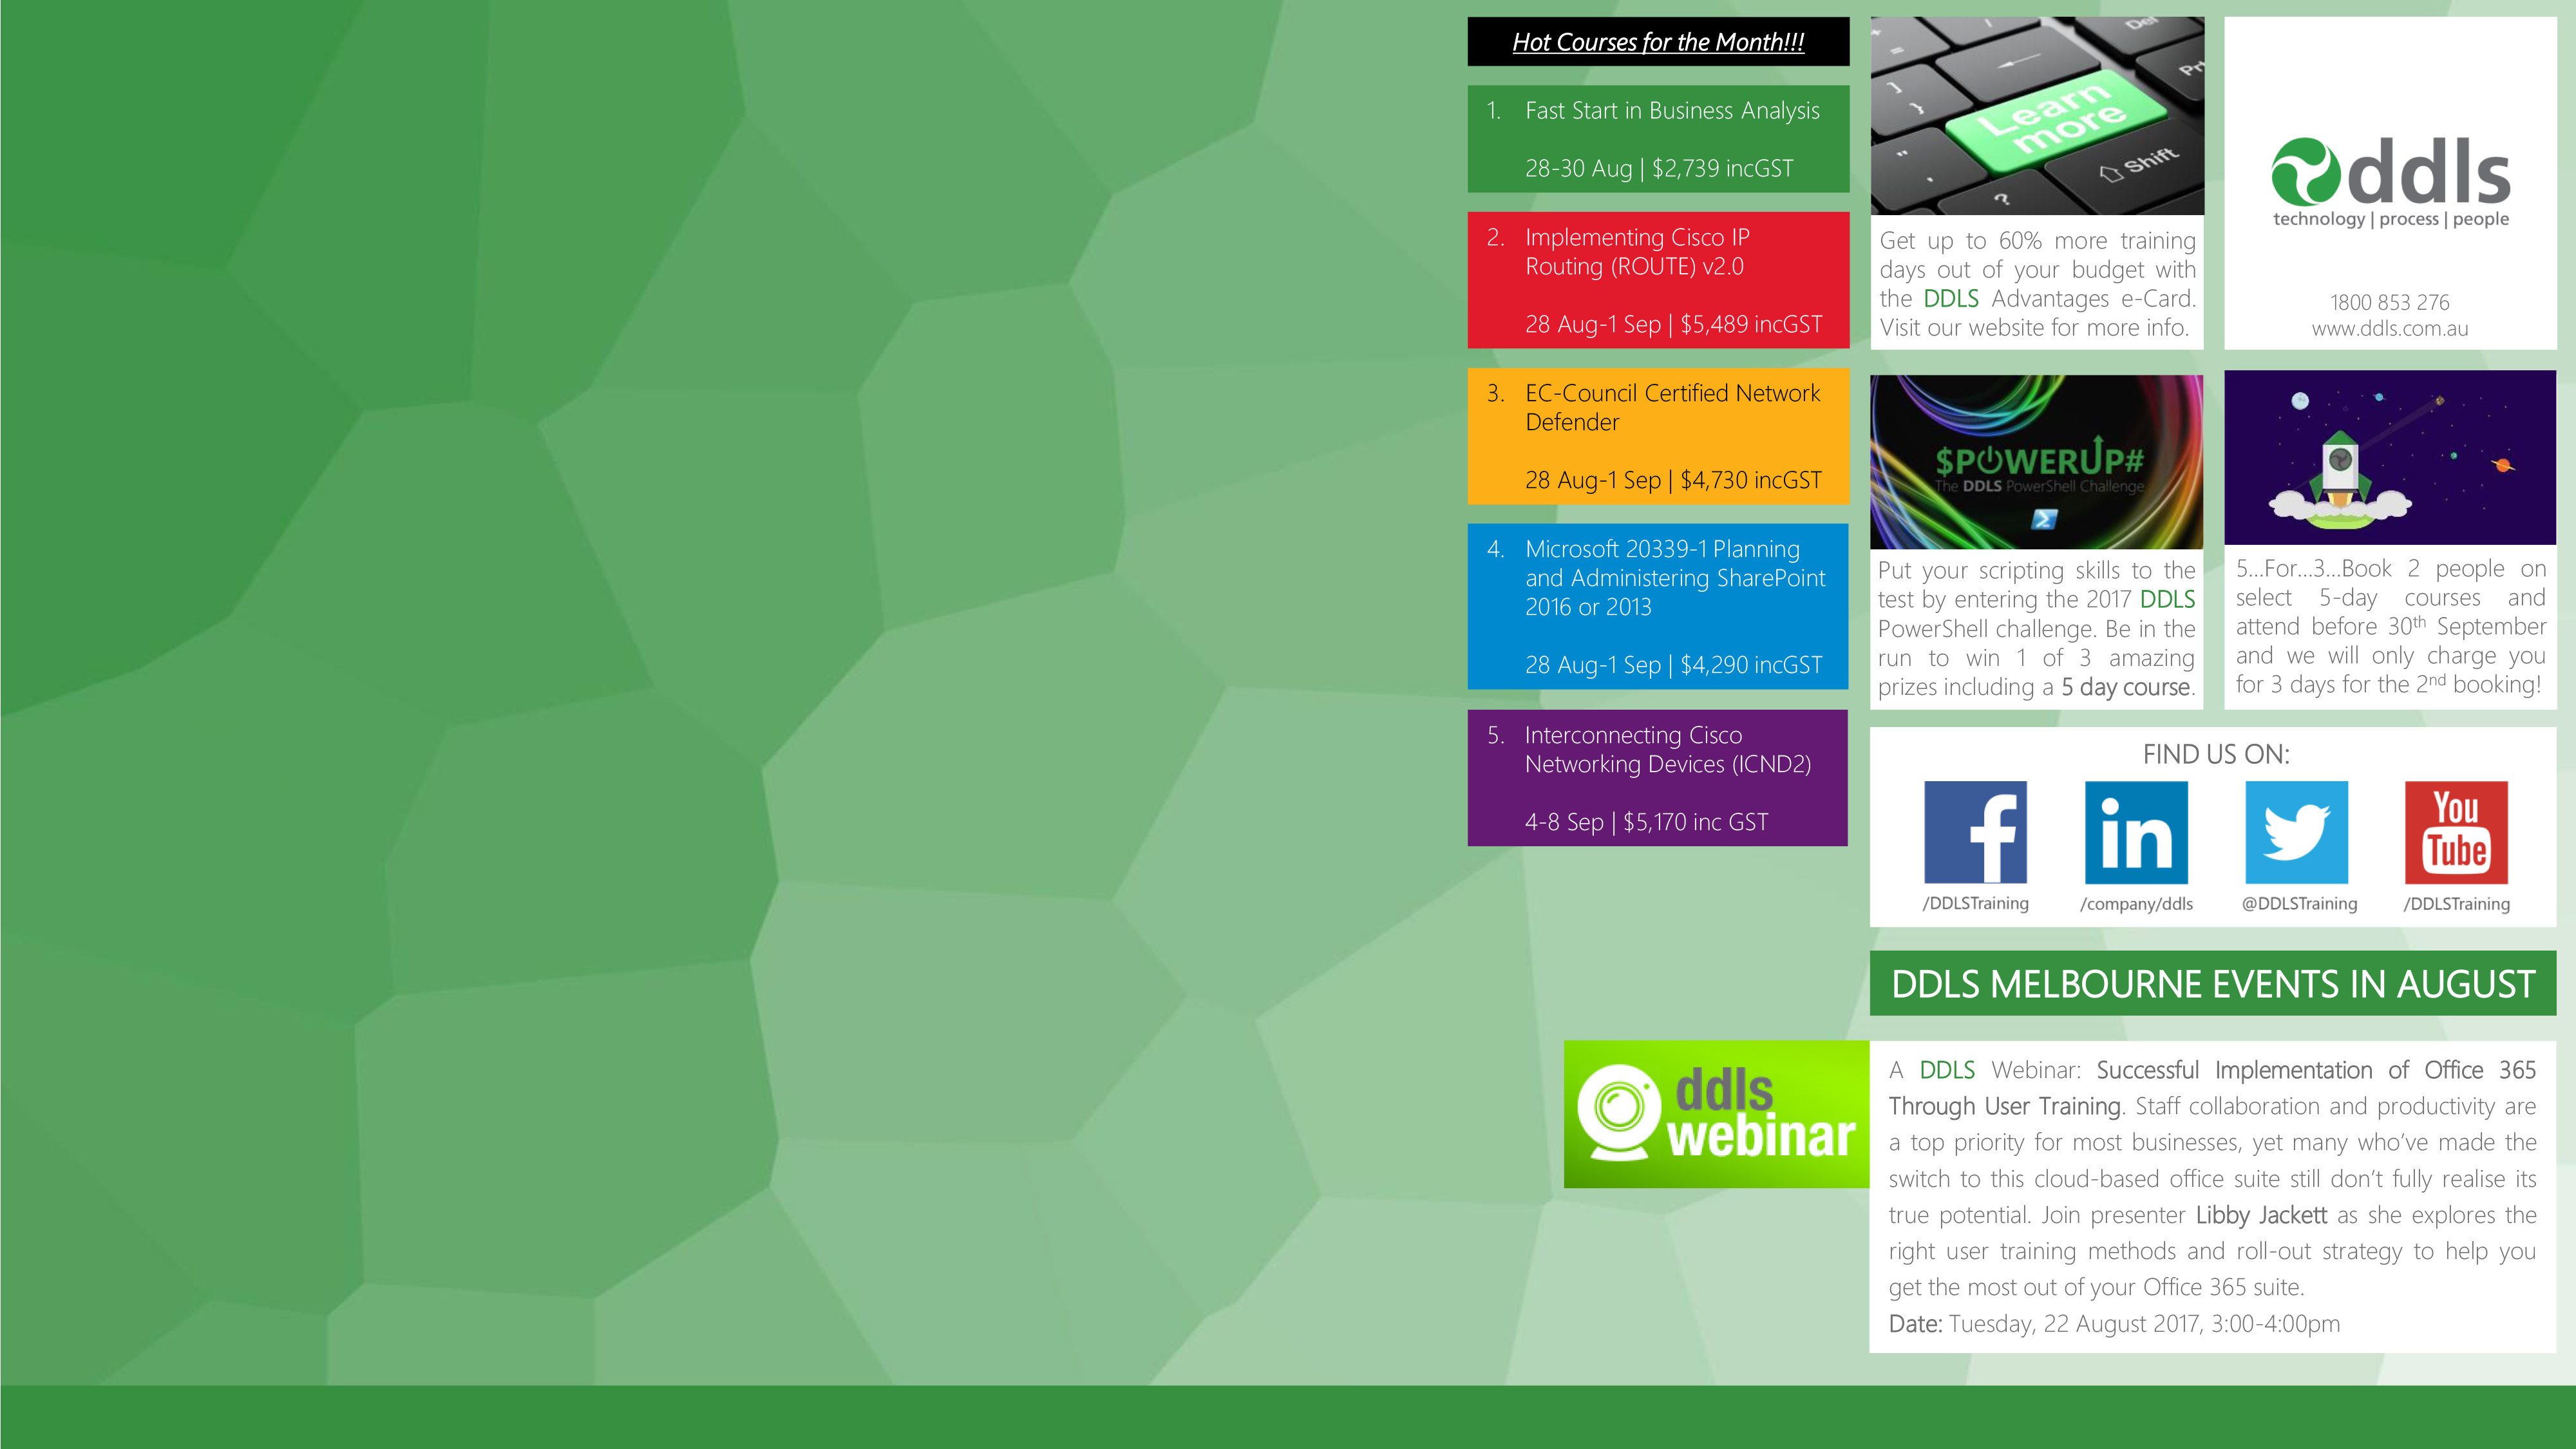 Hot Courses for the Month!!!
1. Fast Start in Business Analysis
28-30 Aug | $2,739 incGST
2. Implementing Cisco IP
Routing (ROUTE) v2.0
28 Aug-1 Sep | $5,489 incGST
3. EC-Council Certified Network
Defender
28 Aug-1 Sep | $4,730 incGST
4. Microsoft 20339-1 Planning
and Administering SharePoint
2016 or 2013
28 Aug-1 Sep | $4,290 incGST
5. Interconnecting Cisco
Networking Devices (ICND2)
4-8 Sep | $5,170 inc GST
Del
Learn
more
Shift
Get up to 60% more training
days out of your budget with
the DDLS Advantages e-Card.
Visit our website for more info.
ddls
technology | process | people
1800 853 276
www.ddls.com.au
$POWERUP#
The DDLS PowerShell Challenge
Put your scripting skills to the
test by entering the 2017 DDLS
PowerShell challenge. Be in the
run to win 1 of 3 amazing
prizes including a 5 day course.
5...For...3...Book 2 people on
select 5-day courses and
attend before 30th September
and we will only charge you
for 3 days for the 2nd booking!
FIND US ON:
f
in
You
Tube
/DDLSTraining
/company/ddls
@DDLSTraining
/DDLSTraining
DDLS MELBOURNE EVENTS IN AUGUST
ddls
webinar
A DDLS Webinar: Successful Implementation of Office 365
Through User Training. Staff collaboration and productivity are
a top priority for most businesses, yet many who've made the
switch to this cloud-based office suite still don't fully realise its
true potential. Join presenter Libby Jackett as she explores the
right user training methods and roll-out strategy to help you
get the most out of your Office 365 suite.
Date: Tuesday, 22 August 2017, 3:00-4:00pm